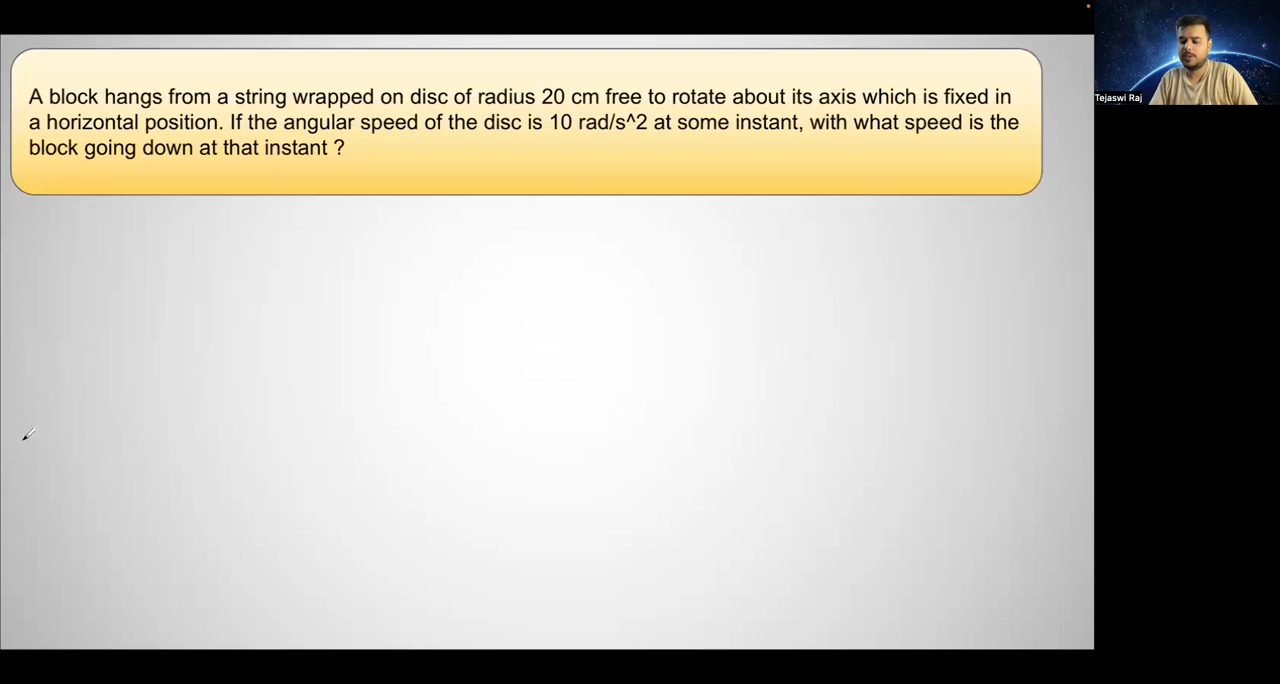 A block hangs from a string wrapped on disc of radius 20 cm free to rotate about its axis which is fixed in
a horizontal position. If the angular speed of the disc is 10 rad/s^2 at some instant, with what speed is the
block going down at that instant ?
Tejaswi Raj